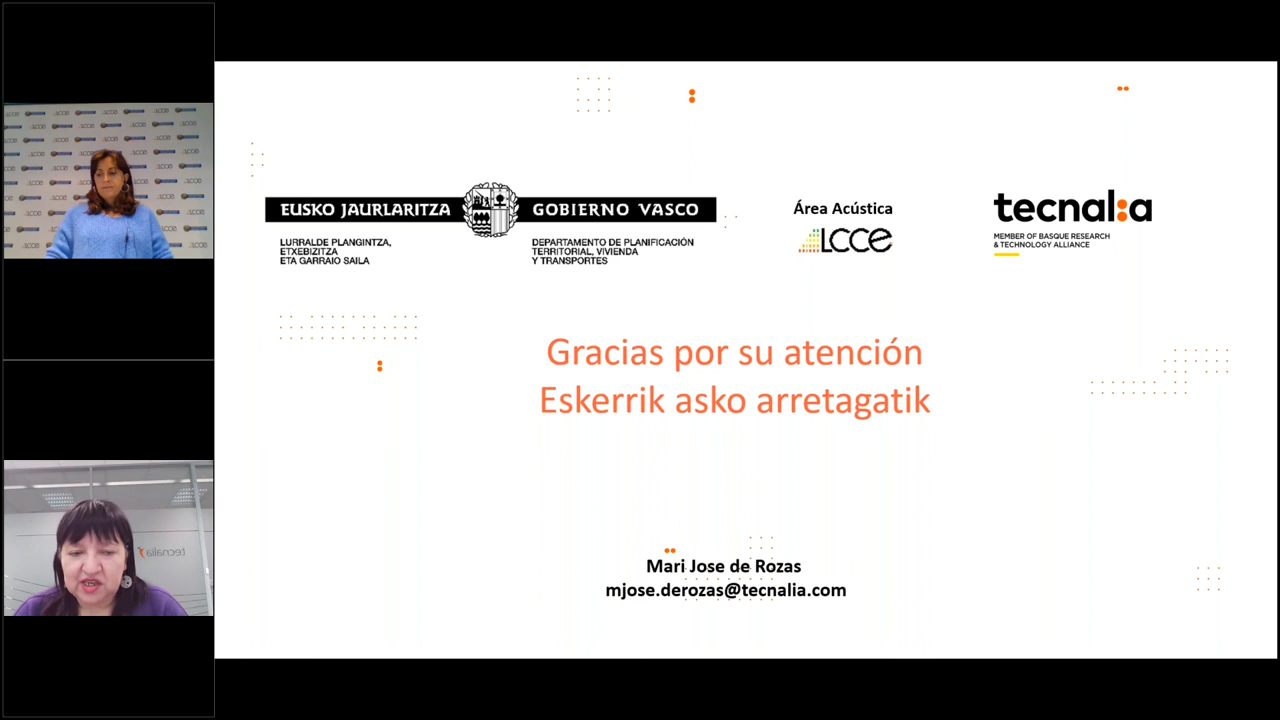 EUSKO JAURLARITZA
GOBIERNO VASCO
LURRALDE PLANGINTZA,
ETXEBIZITZA
ETA GARRAIO SAILA
DEPARTAMENTO DE PLANIFICACIÓN
TERRITORIAL, VIVIENDA
Y TRANSPORTES
Área Acústica
LCCE
tecnal:a
MEMBER OF BASQUE RESEARCH
& TECHNOLOGY ALLIANCE
Gracias por su atención
Eskerrik asko arretagatik
Mari Jose de Rozas
mjose.derozas@tecnalia.com
tecnalia